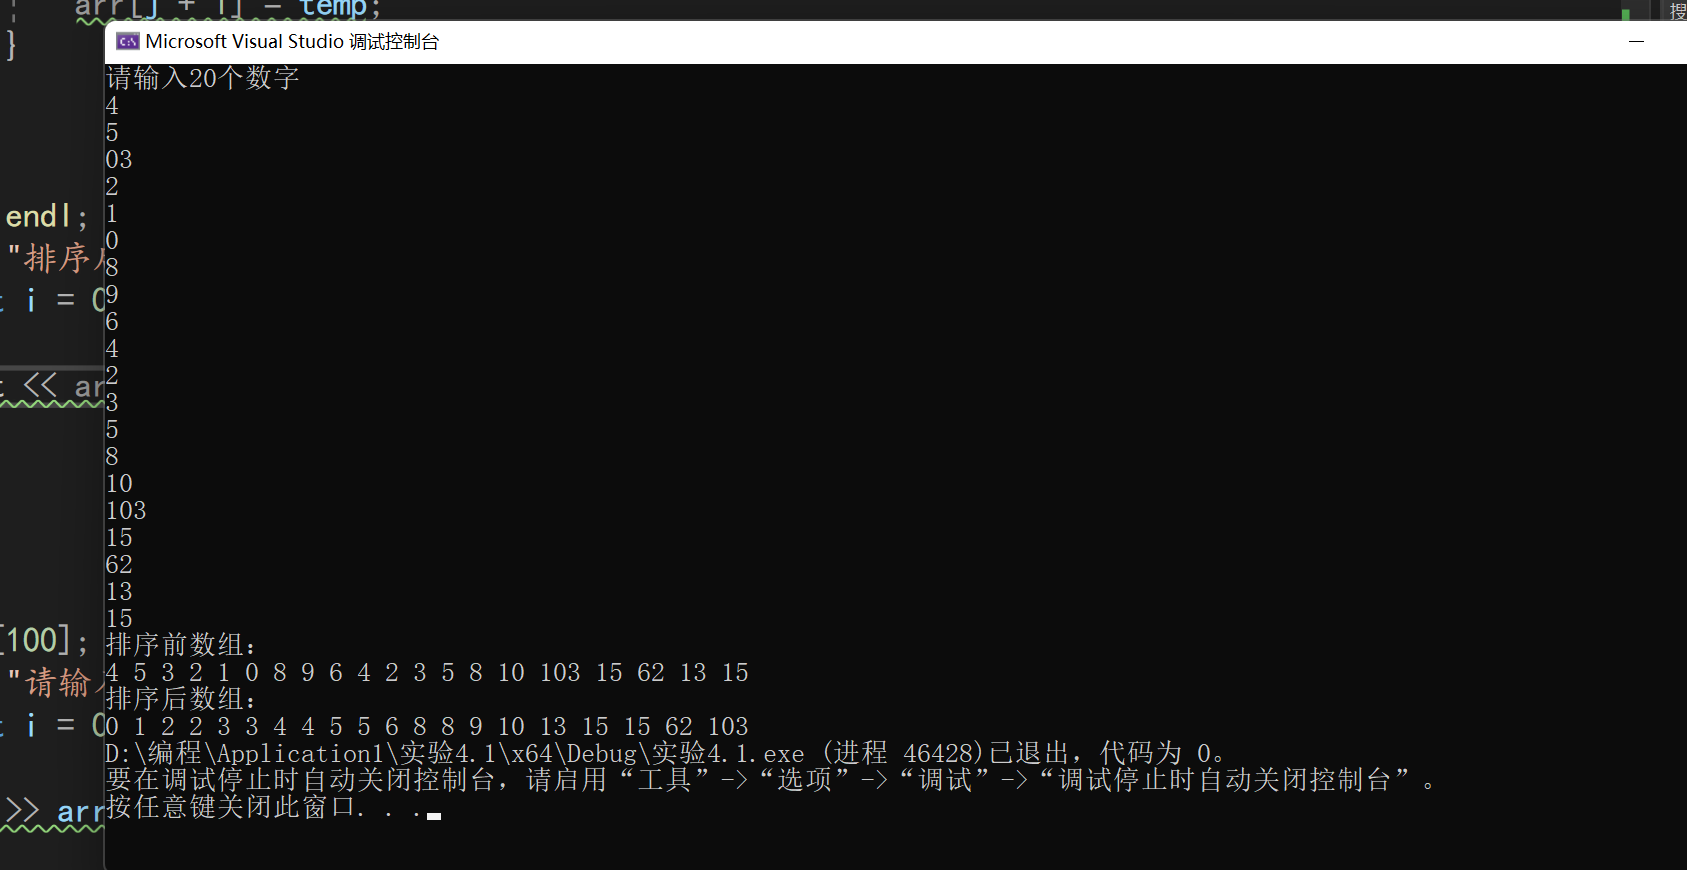 arr[j + 1] = temp;
搜
}
Microsoft Visual Studio 调试控制台
请输入20个数字
4
5
03
2
1
0
8
9
6
4
2
3
5
8
10
103
15
62
13
15
排序前数组：
4 5 3 2 1 0 8 9 6 4 2 3 5 8 10 103 15 62 13 15
排序后数组：
0 1 2 2 3 3 4 4 5 5 6 8 8 9 10 13 15 15 62 103
D:\编程\Application1\实验4.1\x64\Debug\实验4.1.exe (进程 46428)已退出，代码为 0。
要在调试停止时自动关闭控制台，请启用“工具”->“选项”->“调试”->“调试停止时自动关闭控制台”。
按任意键关闭此窗口. . .
endl;
"排序
t i = 0
t << ar
[100];
"请输
t i = 0
>> arr